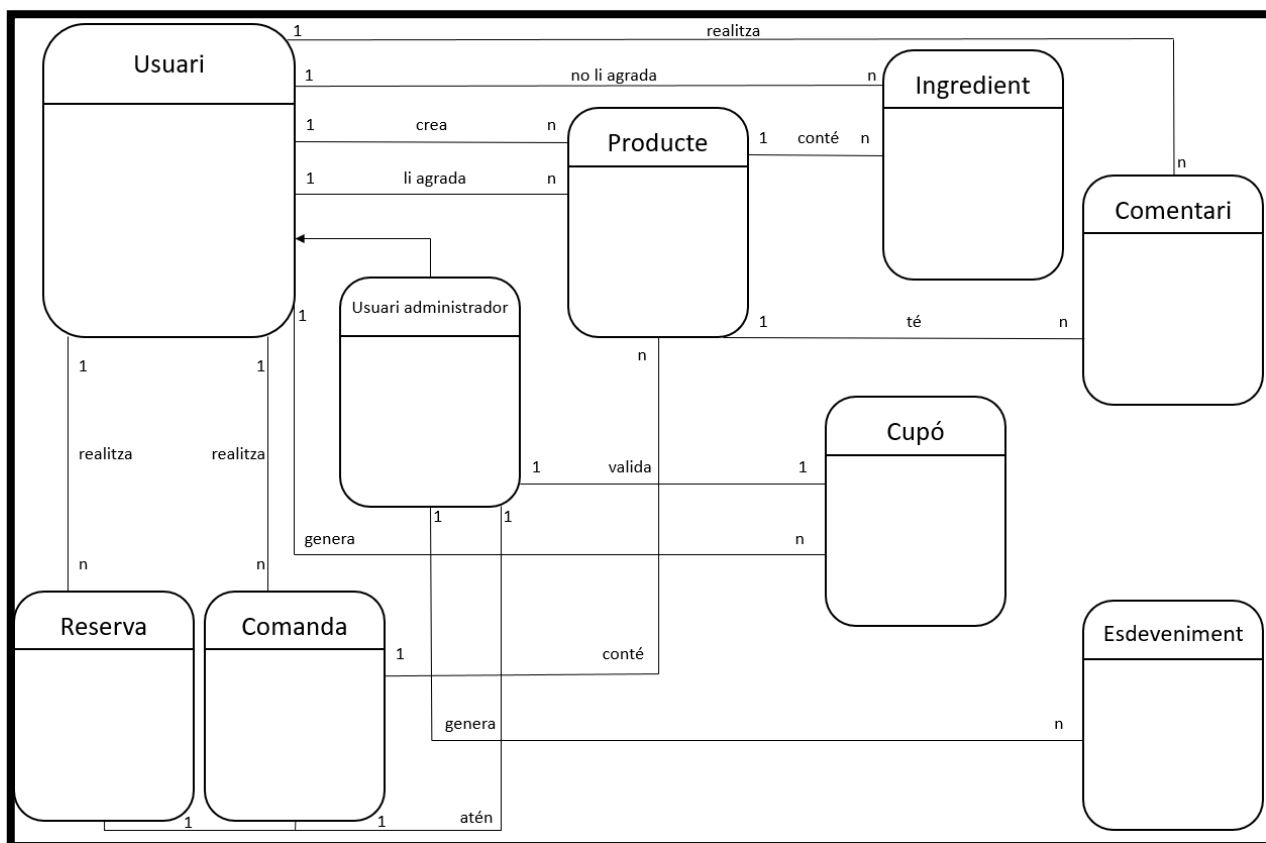 1 realitza
Usuari
1 no li agrada n
Ingredient
1 crea n
Producte
1 conté n
n
1 li agrada n
Comentari
Usuari administrador
1
1 té n
1
1
n
Cupó
realitza
realitza
1 valida 1
1
1
genera n
n
n
Reserva
Comanda
Esdeveniment
1 conté
genera n
1
1
atén